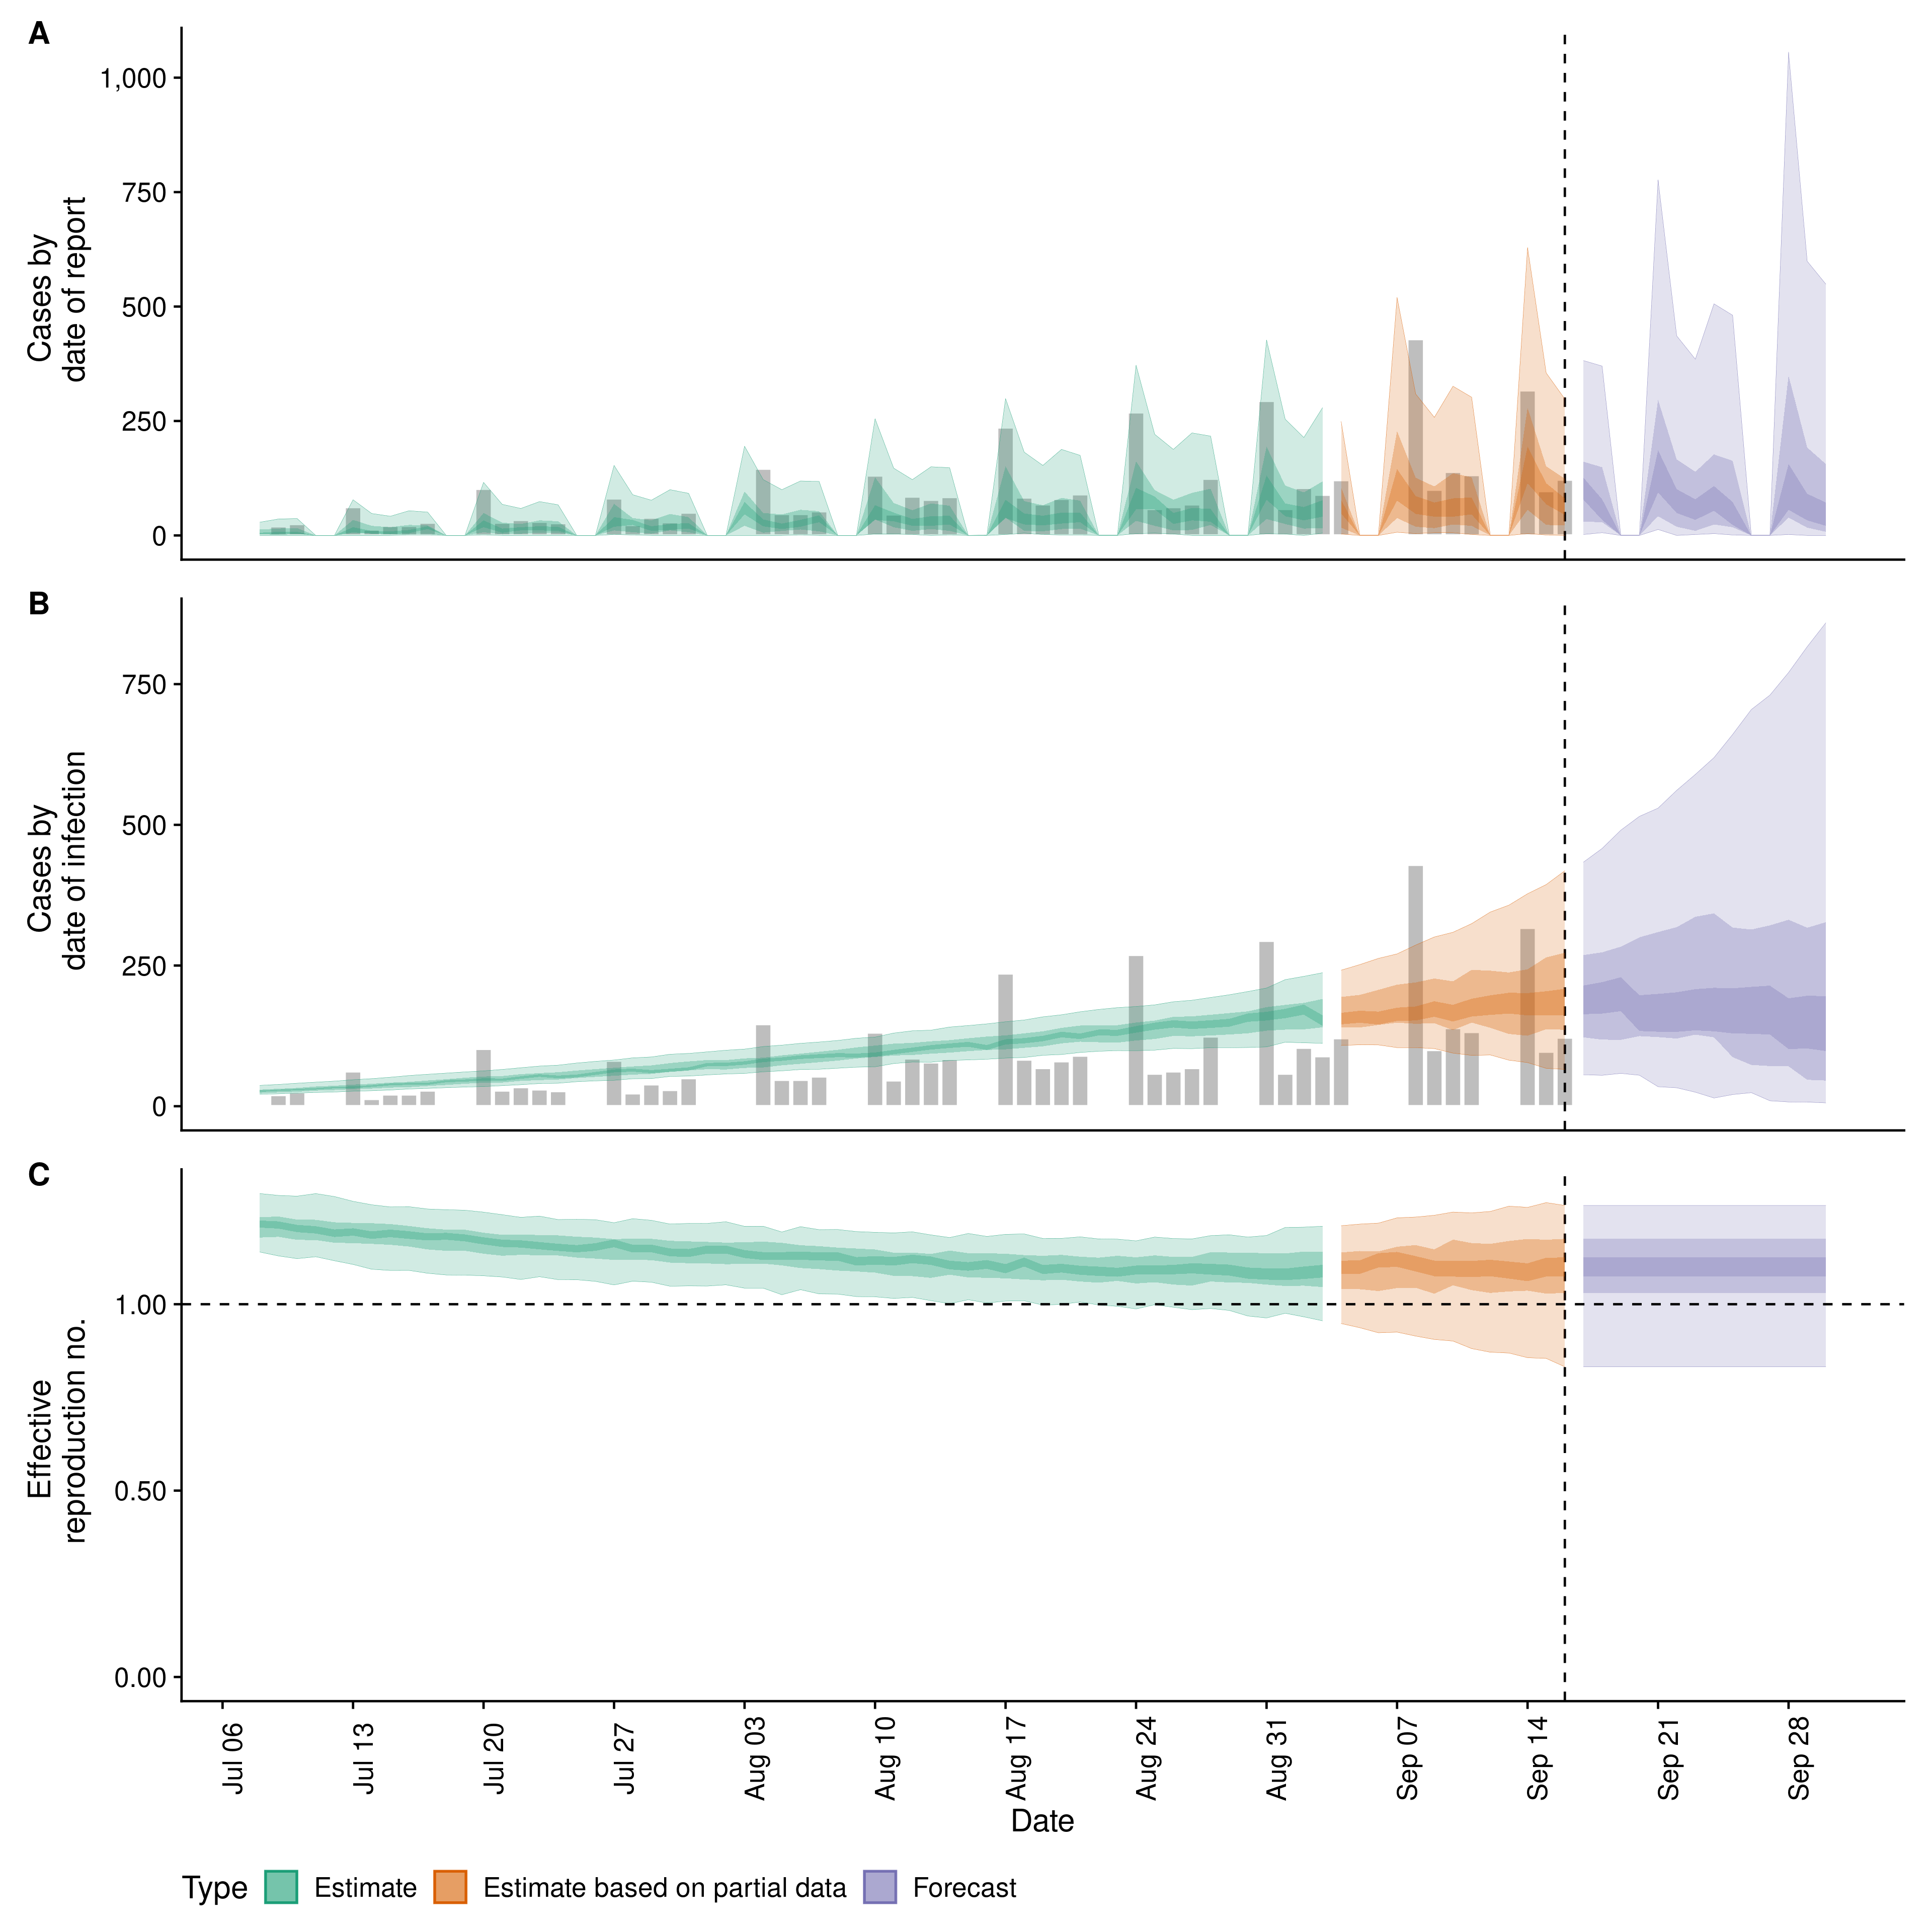 A
1,000
750
500
250
0
Cases by
date of report
B
750
500
250
0
Cases by
date of infection
C
1.00
0.50
0.00
Effective
reproduction no.
Jul 06
Jul 13
Jul 20
Jul 27
Aug 03
Aug 10
Aug 17
Aug 24
Aug 31
Sep 07
Sep 14
Sep 21
Sep 28
Date
Type Estimate Estimate based on partial data Forecast